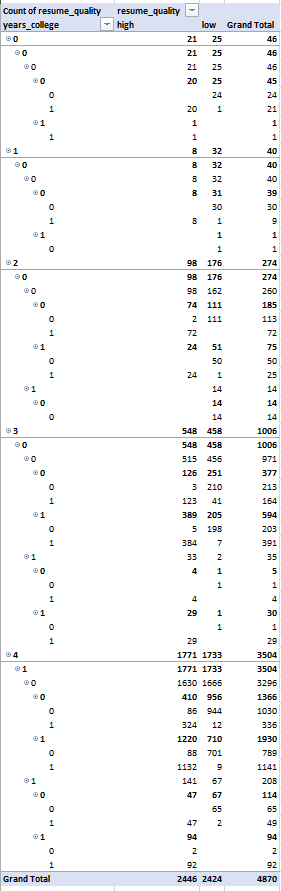 Count of resume_quality resume_quality
years_college high low Grand Total
0 21 25 46
0 21 25 46
0 21 25 46
0 20 25 45
0 24 24
1 20 1 21
1 1 1
1 1 1
1 8 32 40
0 8 32 40
0 8 32 40
0 8 31 39
0 30 30
1 8 1 9
1 1 1
0 1 1
2 98 176 274
0 98 176 274
0 98 162 260
0 74 111 185
0 2 111 113
1 72 72
1 24 51 75
0 50 50
1 24 1 25
1 14 14
0 14 14
0 14 14
3 548 458 1006
0 548 458 1006
0 515 456 971
0 126 251 377
0 3 210 213
1 123 41 164
1 389 205 594
0 5 198 203
1 384 7 391
1 33 2 35
0 4 1 5
0 1 1
1 4 4
1 29 1 30
0 1 1
1 29 29
4 1771 1733 3504
1 1771 1733 3504
0 1630 1666 3296
0 410 956 1366
0 86 944 1030
1 324 12 336
1 1220 710 1930
0 88 701 789
1 1132 9 1141
1 141 67 208
0 47 67 114
0 65 65
1 47 2 49
1 94 94
0 2 2
1 92 92
Grand Total 2446 2424 4870